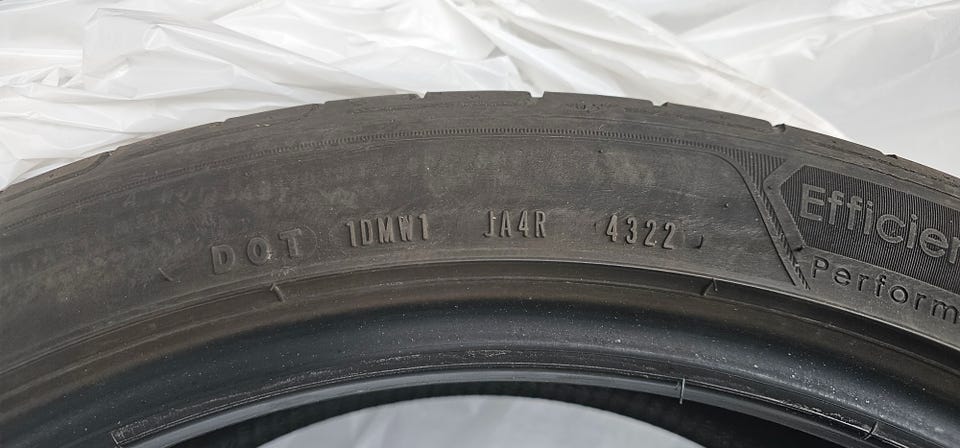 DOT 1DMW1 JA4R 4322
Efficien
Perform